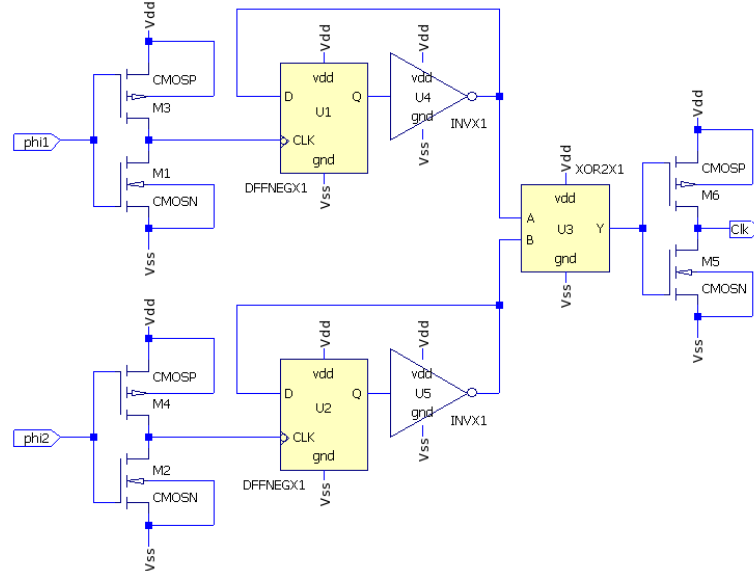 Vdd
CMOSP
M3
phi1
M1
CMOSN
Vss
Vdd
vdd
D
Q
U1
CLK
gnd
DFFNEGX1
Vss
Vdd
vdd
U4
gnd
INVX1
Vss
Vdd
XOR2X1
vdd
A
B
U3
Y
gnd
Vss
Vdd
CMOSP
M6
Clk
M5
CMOSN
Vss
Vdd
CMOSP
M4
phi2
M2
CMOSN
Vss
Vdd
vdd
D
Q
U2
CLK
gnd
DFFNEGX1
Vss
Vdd
vdd
U5
gnd
INVX1
Vss